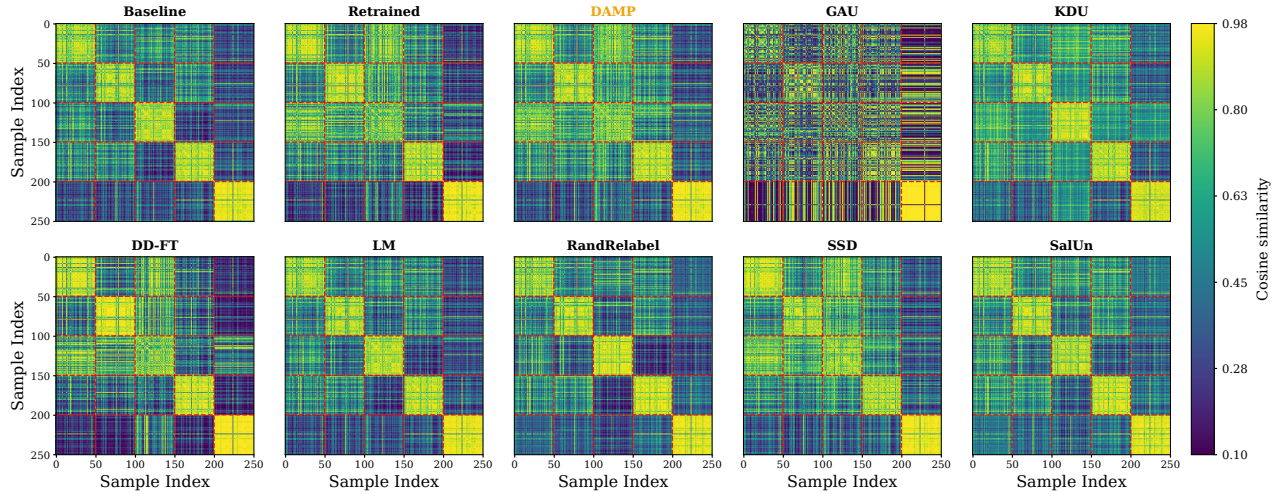 Baseline
Retrained
DAMP
GAU
KDU
Sample Index
0
50
100
150
200
250
0.98
0.80
0.63
0.45
0.28
0.10
Cosine similarity
DD-FT
LM
RandRelabel
SSD
SalUn
Sample Index
0
50
100
150
200
250
0 50 100 150 200 250
0 50 100 150 200 250
0 50 100 150 200 250
0 50 100 150 200 250
0 50 100 150 200 250
Sample Index
Sample Index
Sample Index
Sample Index
Sample Index